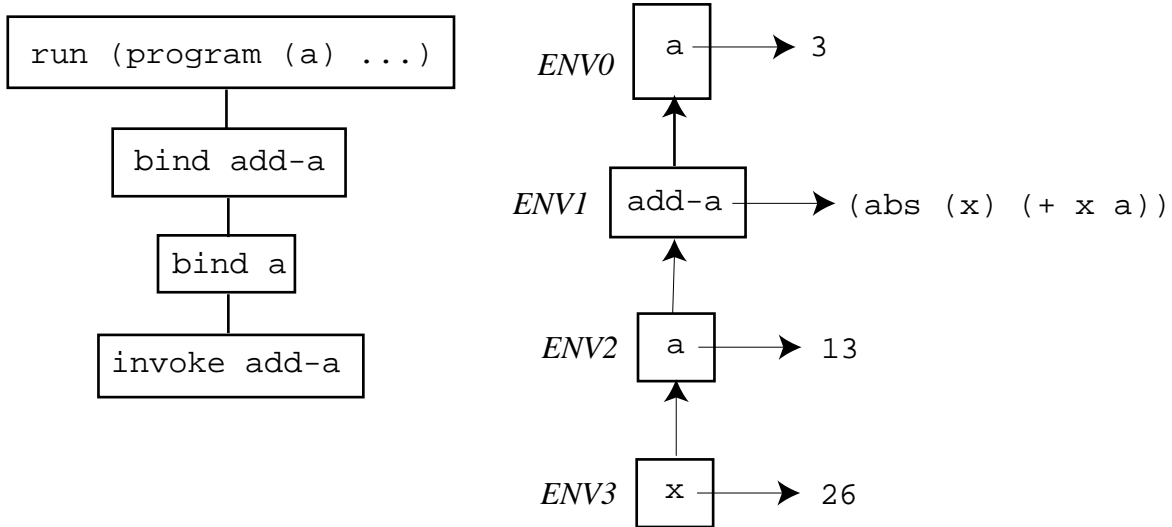 run (program (a) ...)
bind add-a
bind a
invoke add-a
ENV0 a 3
ENV1 add-a (abs (x) (+ x a))
ENV2 a 13
ENV3 x 26